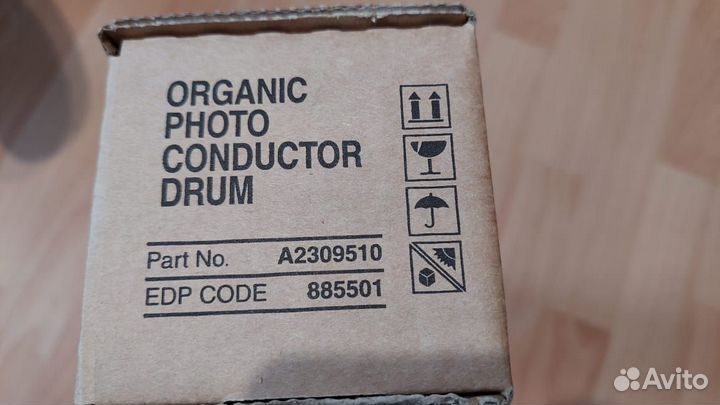 ORGANIC
PHOTO
CONDUCTOR
DRUM
Part No. A2309510
EDP CODE 885501
Avito